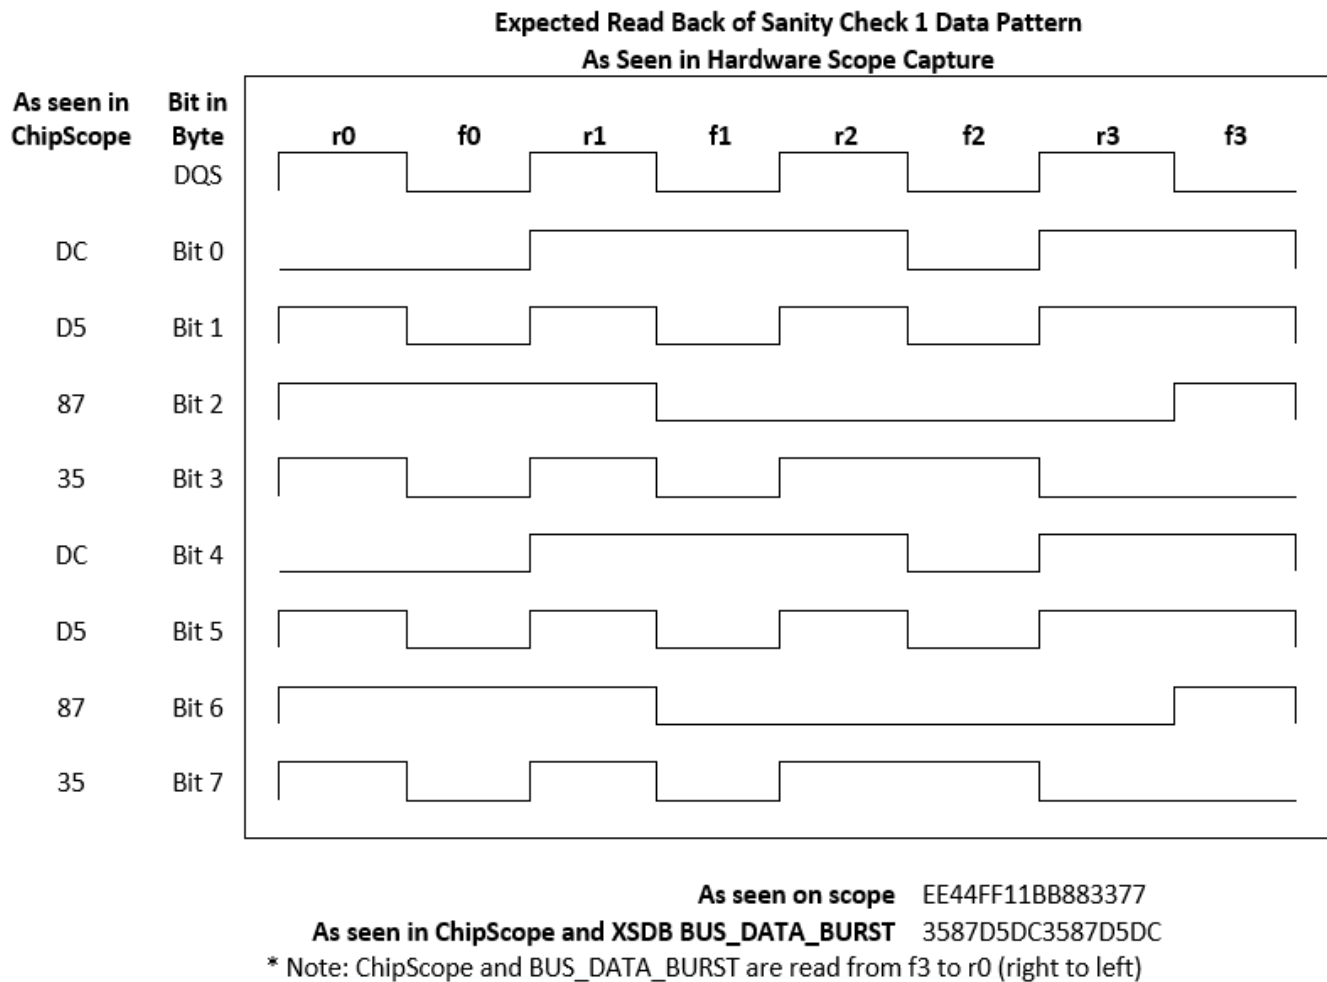 Expected Read Back of Sanity Check 1 Data Pattern
As Seen in Hardware Scope Capture
As seen in ChipScope
Bit in Byte
r0 f0 r1 f1 r2 f2 r3 f3
DQS
DC Bit 0
D5 Bit 1
87 Bit 2
35 Bit 3
DC Bit 4
D5 Bit 5
87 Bit 6
35 Bit 7
As seen on scope EE44FF11BB883377
As seen in ChipScope and XSDB BUS_DATA_BURST 3587D5DC3587D5DC
* Note: ChipScope and BUS_DATA_BURST are read from f3 to r0 (right to left)